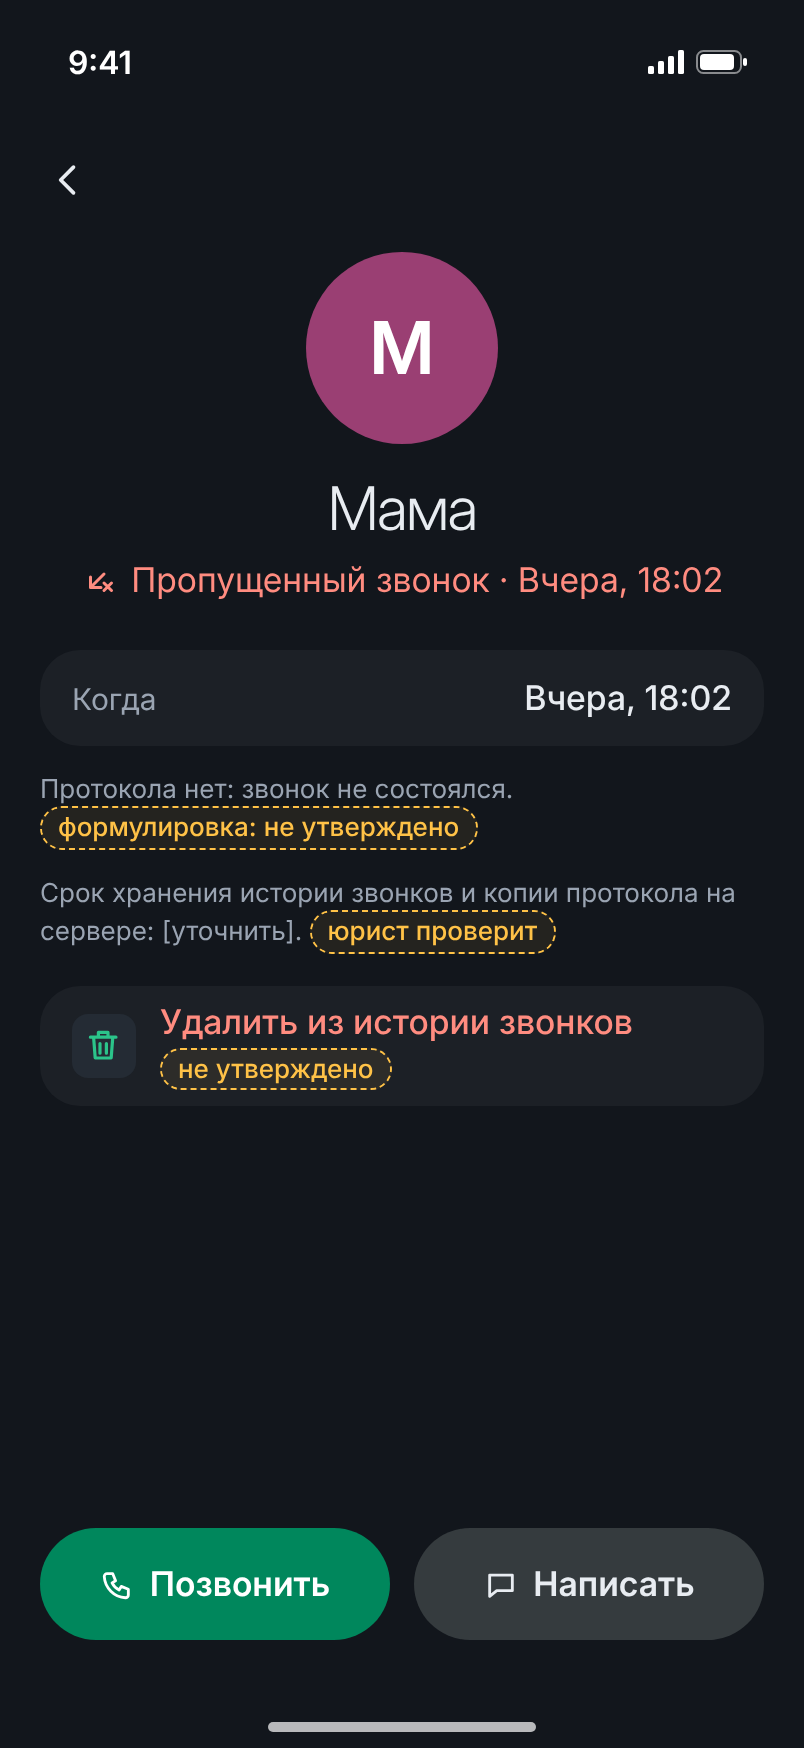 9:41
М
Мама
Пропущенный звонок · Вчера, 18:02
Когда
Вчера, 18:02
Протокола нет: звонок не состоялся.
формулировка: не утверждено
Срок хранения истории звонков и копии протокола на
сервере: [уточнить]. юрист проверит
Удалить из истории звонков
не утверждено
Позвонить
Написать